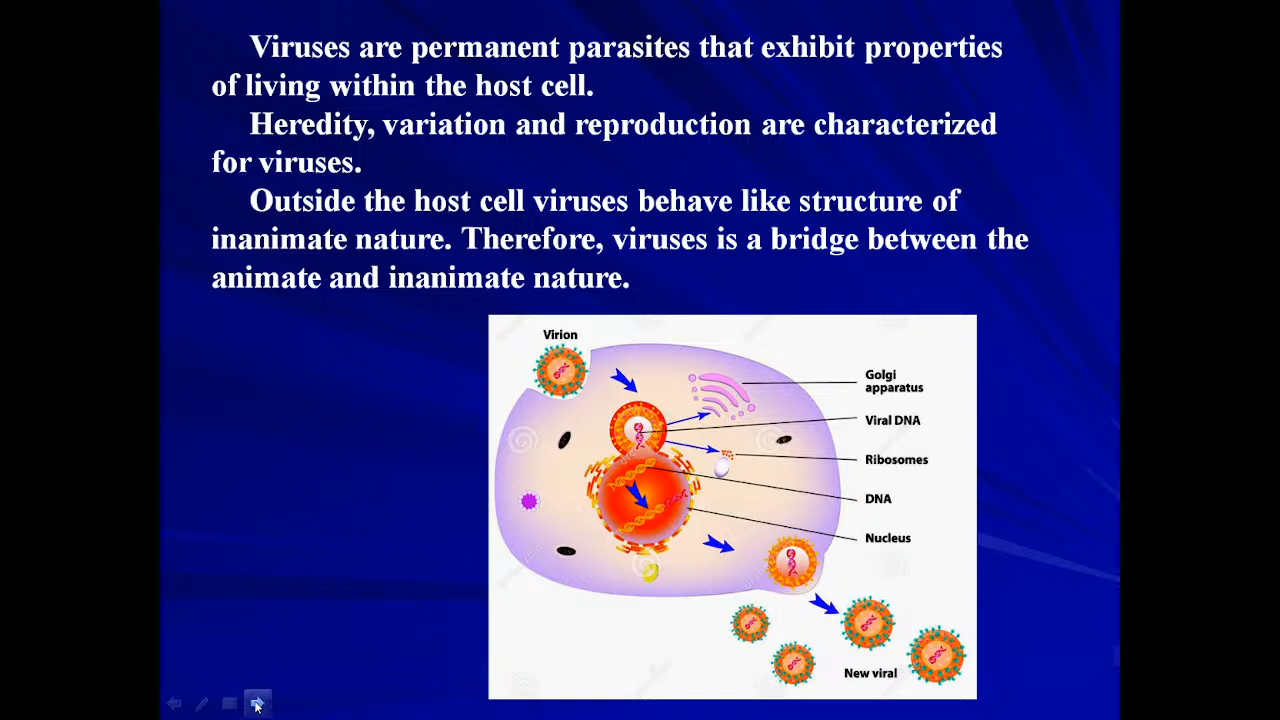 Viruses are permanent parasites that exhibit properties
of living within the host cell.
Heredity, variation and reproduction are characterized
for viruses.
Outside the host cell viruses behave like structure of
inanimate nature. Therefore, viruses is a bridge between the
animate and inanimate nature.
Virion
Golgi
apparatus
Viral DNA
Ribosomes
DNA
Nucleus
New viral